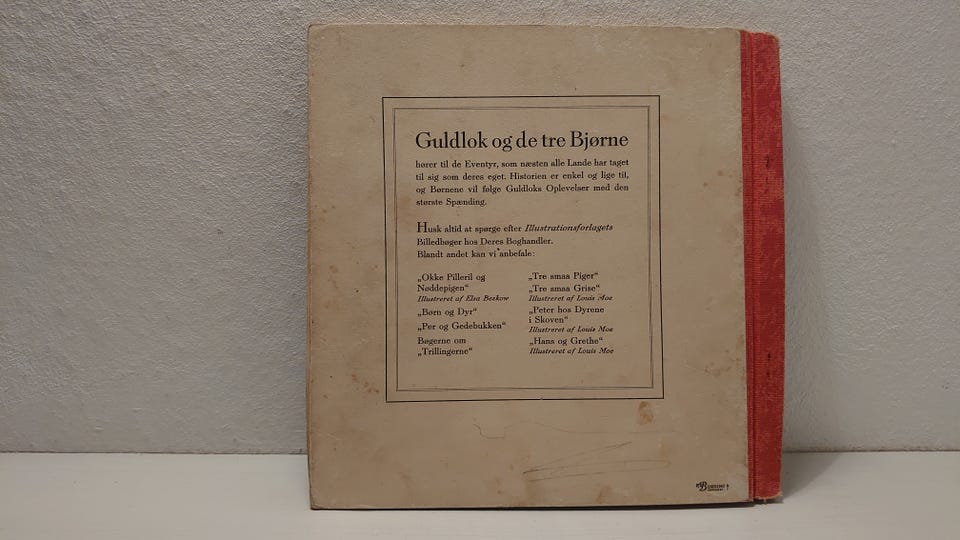 Guldlok og de tre Bjørne
hører til de Eventyr, som næsten alle Lande har taget
til sig som deres eget. Historien er enkel og lige til,
og Børnene vil følge Guldloks Oplevelser med den
største Spænding.
Husk altid at spørge efter Illustrationsforlagets
Billedbøger hos Deres Boghandler.
Blandt andet kan vi anbefale:
„Okke Pilleril og
Nøddepigen“
Illustreret af Elsa Beskow
„Børn og Dyr“
„Per og Gedebukken“
Bøgerne om
„Trillingerne“
„Tre smaa Piger“
„Tre smaa Grise“
Illustreret af Louis Moe
„Peter hos Dyrene
i Skoven“
Illustreret af Louis Moe
„Hans og Grethe“
Illustreret af Louis Moe